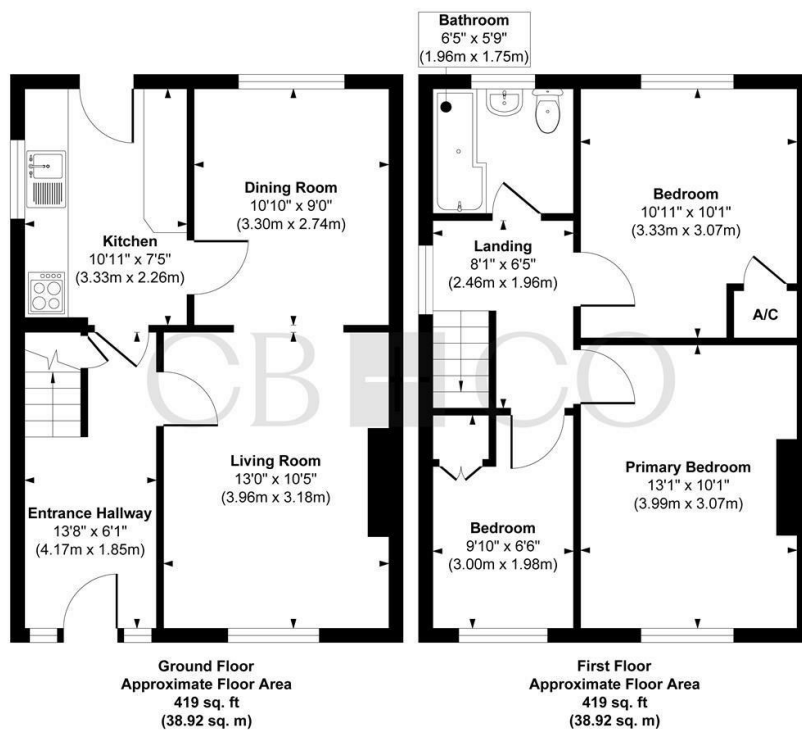 Bathroom
6'5" x 5'9"
(1.96m x 1.75m)
Dining Room
10'10" x 9'0"
(3.30m x 2.74m)
Kitchen
10'11" x 7'5"
(3.33m x 2.26m)
Bedroom
10'11" x 10'1"
(3.33m x 3.07m)
Landing
8'1" x 6'5"
(2.46m x 1.96m)
A/C
CB + CO
Living Room
13'0" x 10'5"
(3.96m x 3.18m)
Entrance Hallway
13'8" x 6'1"
(4.17m x 1.85m)
Primary Bedroom
13'1" x 10'1"
(3.99m x 3.07m)
Bedroom
9'10" x 6'6"
(3.00m x 1.98m)
Ground Floor
Approximate Floor Area
419 sq. ft
(38.92 sq. m)
First Floor
Approximate Floor Area
419 sq. ft
(38.92 sq. m)